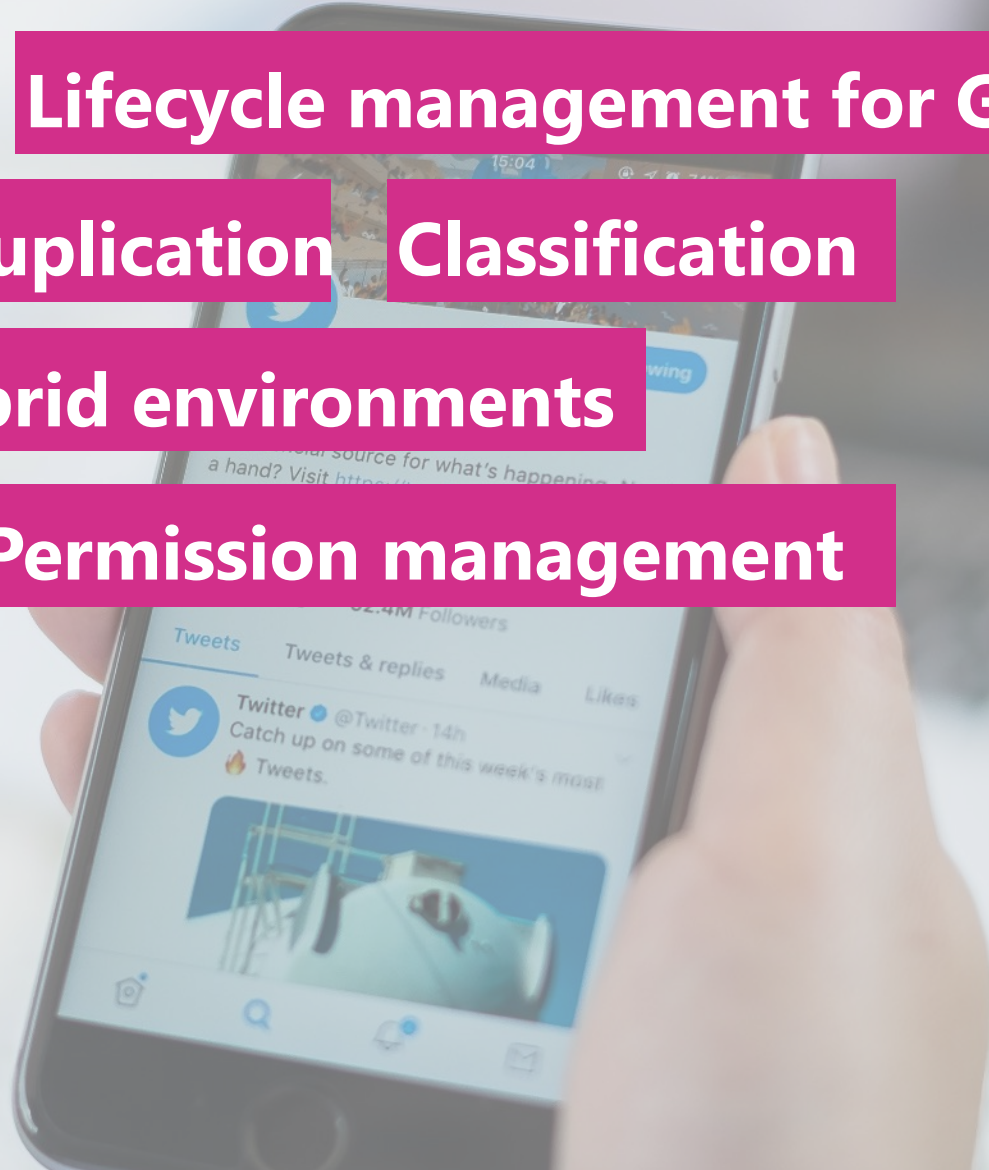 Lifecycle management for G
15:04
uplication Classification
wing
brid environments
source for what's happening.
a hand? Visit
Permission management
Followers
Tweets Tweets & replies Media Likes
Twitter @Twitter · 14h
Catch up on some of this week's most
🔥 Tweets.